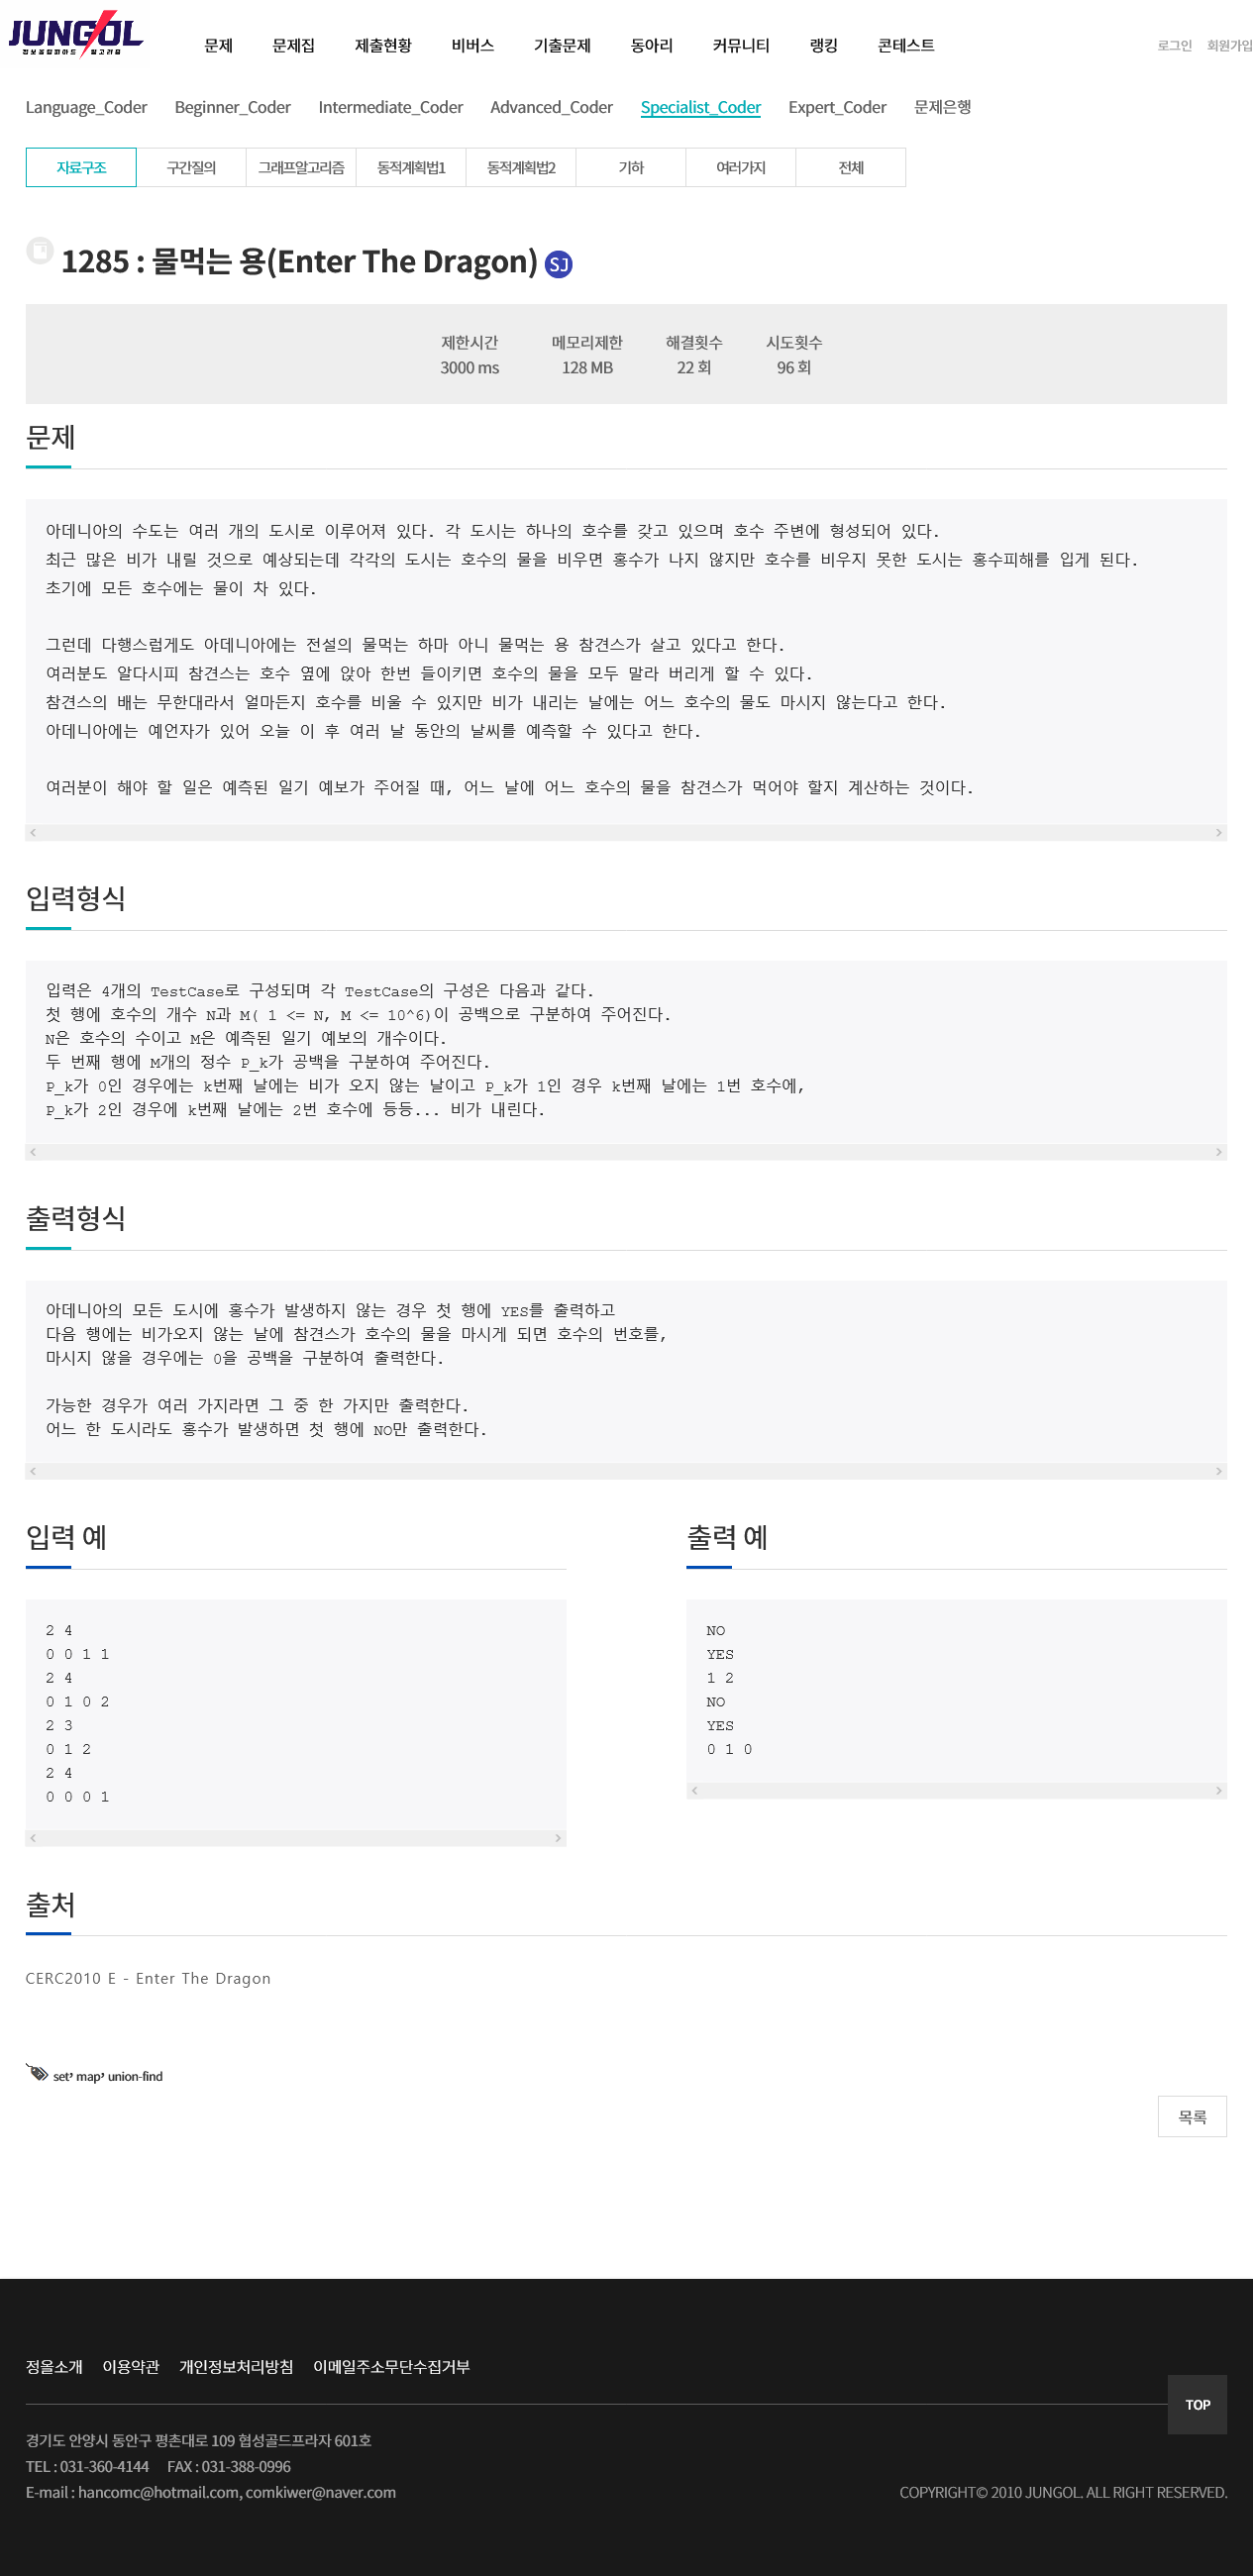 JUNGOL
정보올림피아드 알고리즘
문제 문제집 제출현황 비버스 기출문제 동아리 커뮤니티 랭킹 콘테스트
로그인 회원가입
Language_Coder Beginner_Coder Intermediate_Coder Advanced_Coder Specialist_Coder Expert_Coder 문제은행
자료구조 구간질의 그래프알고리즘 동적계획법1 동적계획법2 기하 여러가지 전체
1285 : 물먹는 용(Enter The Dragon) SJ
제한시간 메모리제한 해결횟수 시도횟수
3000 ms 128 MB 22 회 96 회
문제
아데니아의 수도는 여러 개의 도시로 이루어져 있다. 각 도시는 하나의 호수를 갖고 있으며 호수 주변에 형성되어 있다.
최근 많은 비가 내릴 것으로 예상되는데 각각의 도시는 호수의 물을 비우면 홍수가 나지 않지만 호수를 비우지 못한 도시는 홍수피해를 입게 된다.
초기에 모든 호수에는 물이 차 있다.
그런데 다행스럽게도 아데니아에는 전설의 물먹는 하마 아니 물먹는 용 참견스가 살고 있다고 한다.
여러분도 알다시피 참견스는 호수 옆에 앉아 한번 들이키면 호수의 물을 모두 말라 버리게 할 수 있다.
참견스의 배는 무한대라서 얼마든지 호수를 비울 수 있지만 비가 내리는 날에는 어느 호수의 물도 마시지 않는다고 한다.
아데니아에는 예언자가 있어 오늘 이 후 여러 날 동안의 날씨를 예측할 수 있다고 한다.
여러분이 해야 할 일은 예측된 일기 예보가 주어질 때, 어느 날에 어느 호수의 물을 참견스가 먹어야 할지 계산하는 것이다.
입력형식
입력은 4개의 TestCase로 구성되며 각 TestCase의 구성은 다음과 같다.
첫 행에 호수의 개수 N과 M( 1 <= N, M <= 10^6)이 공백으로 구분하여 주어진다.
N은 호수의 수이고 M은 예측된 일기 예보의 개수이다.
두 번째 행에 M개의 정수 P_k가 공백을 구분하여 주어진다.
P_k가 0인 경우에는 k번째 날에는 비가 오지 않는 날이고 P_k가 1인 경우 k번째 날에는 1번 호수에,
P_k가 2인 경우에 k번째 날에는 2번 호수에 등등... 비가 내린다.
출력형식
아데니아의 모든 도시에 홍수가 발생하지 않는 경우 첫 행에 YES를 출력하고
다음 행에는 비가오지 않는 날에 참견스가 호수의 물을 마시게 되면 호수의 번호를,
마시지 않을 경우에는 0을 공백을 구분하여 출력한다.
가능한 경우가 여러 가지라면 그 중 한 가지만 출력한다.
어느 한 도시라도 홍수가 발생하면 첫 행에 NO만 출력한다.
입력 예
2 4
0 0 1 1
2 4
0 1 0 2
2 3
0 1 2
2 4
0 0 0 1
출력 예
NO
YES
1 2
NO
YES
0 1 0
출처
CERC2010 E - Enter The Dragon
set, map, union-find
목록
정올소개 이용약관 개인정보처리방침 이메일주소무단수집거부
TOP
경기도 안양시 동안구 평촌대로 109 협성골드프라자 601호
TEL : 031-360-4144 FAX : 031-388-0996
E-mail : hancomc@hotmail.com, comkiwer@naver.com
COPYRIGHT© 2010 JUNGOL. ALL RIGHT RESERVED.